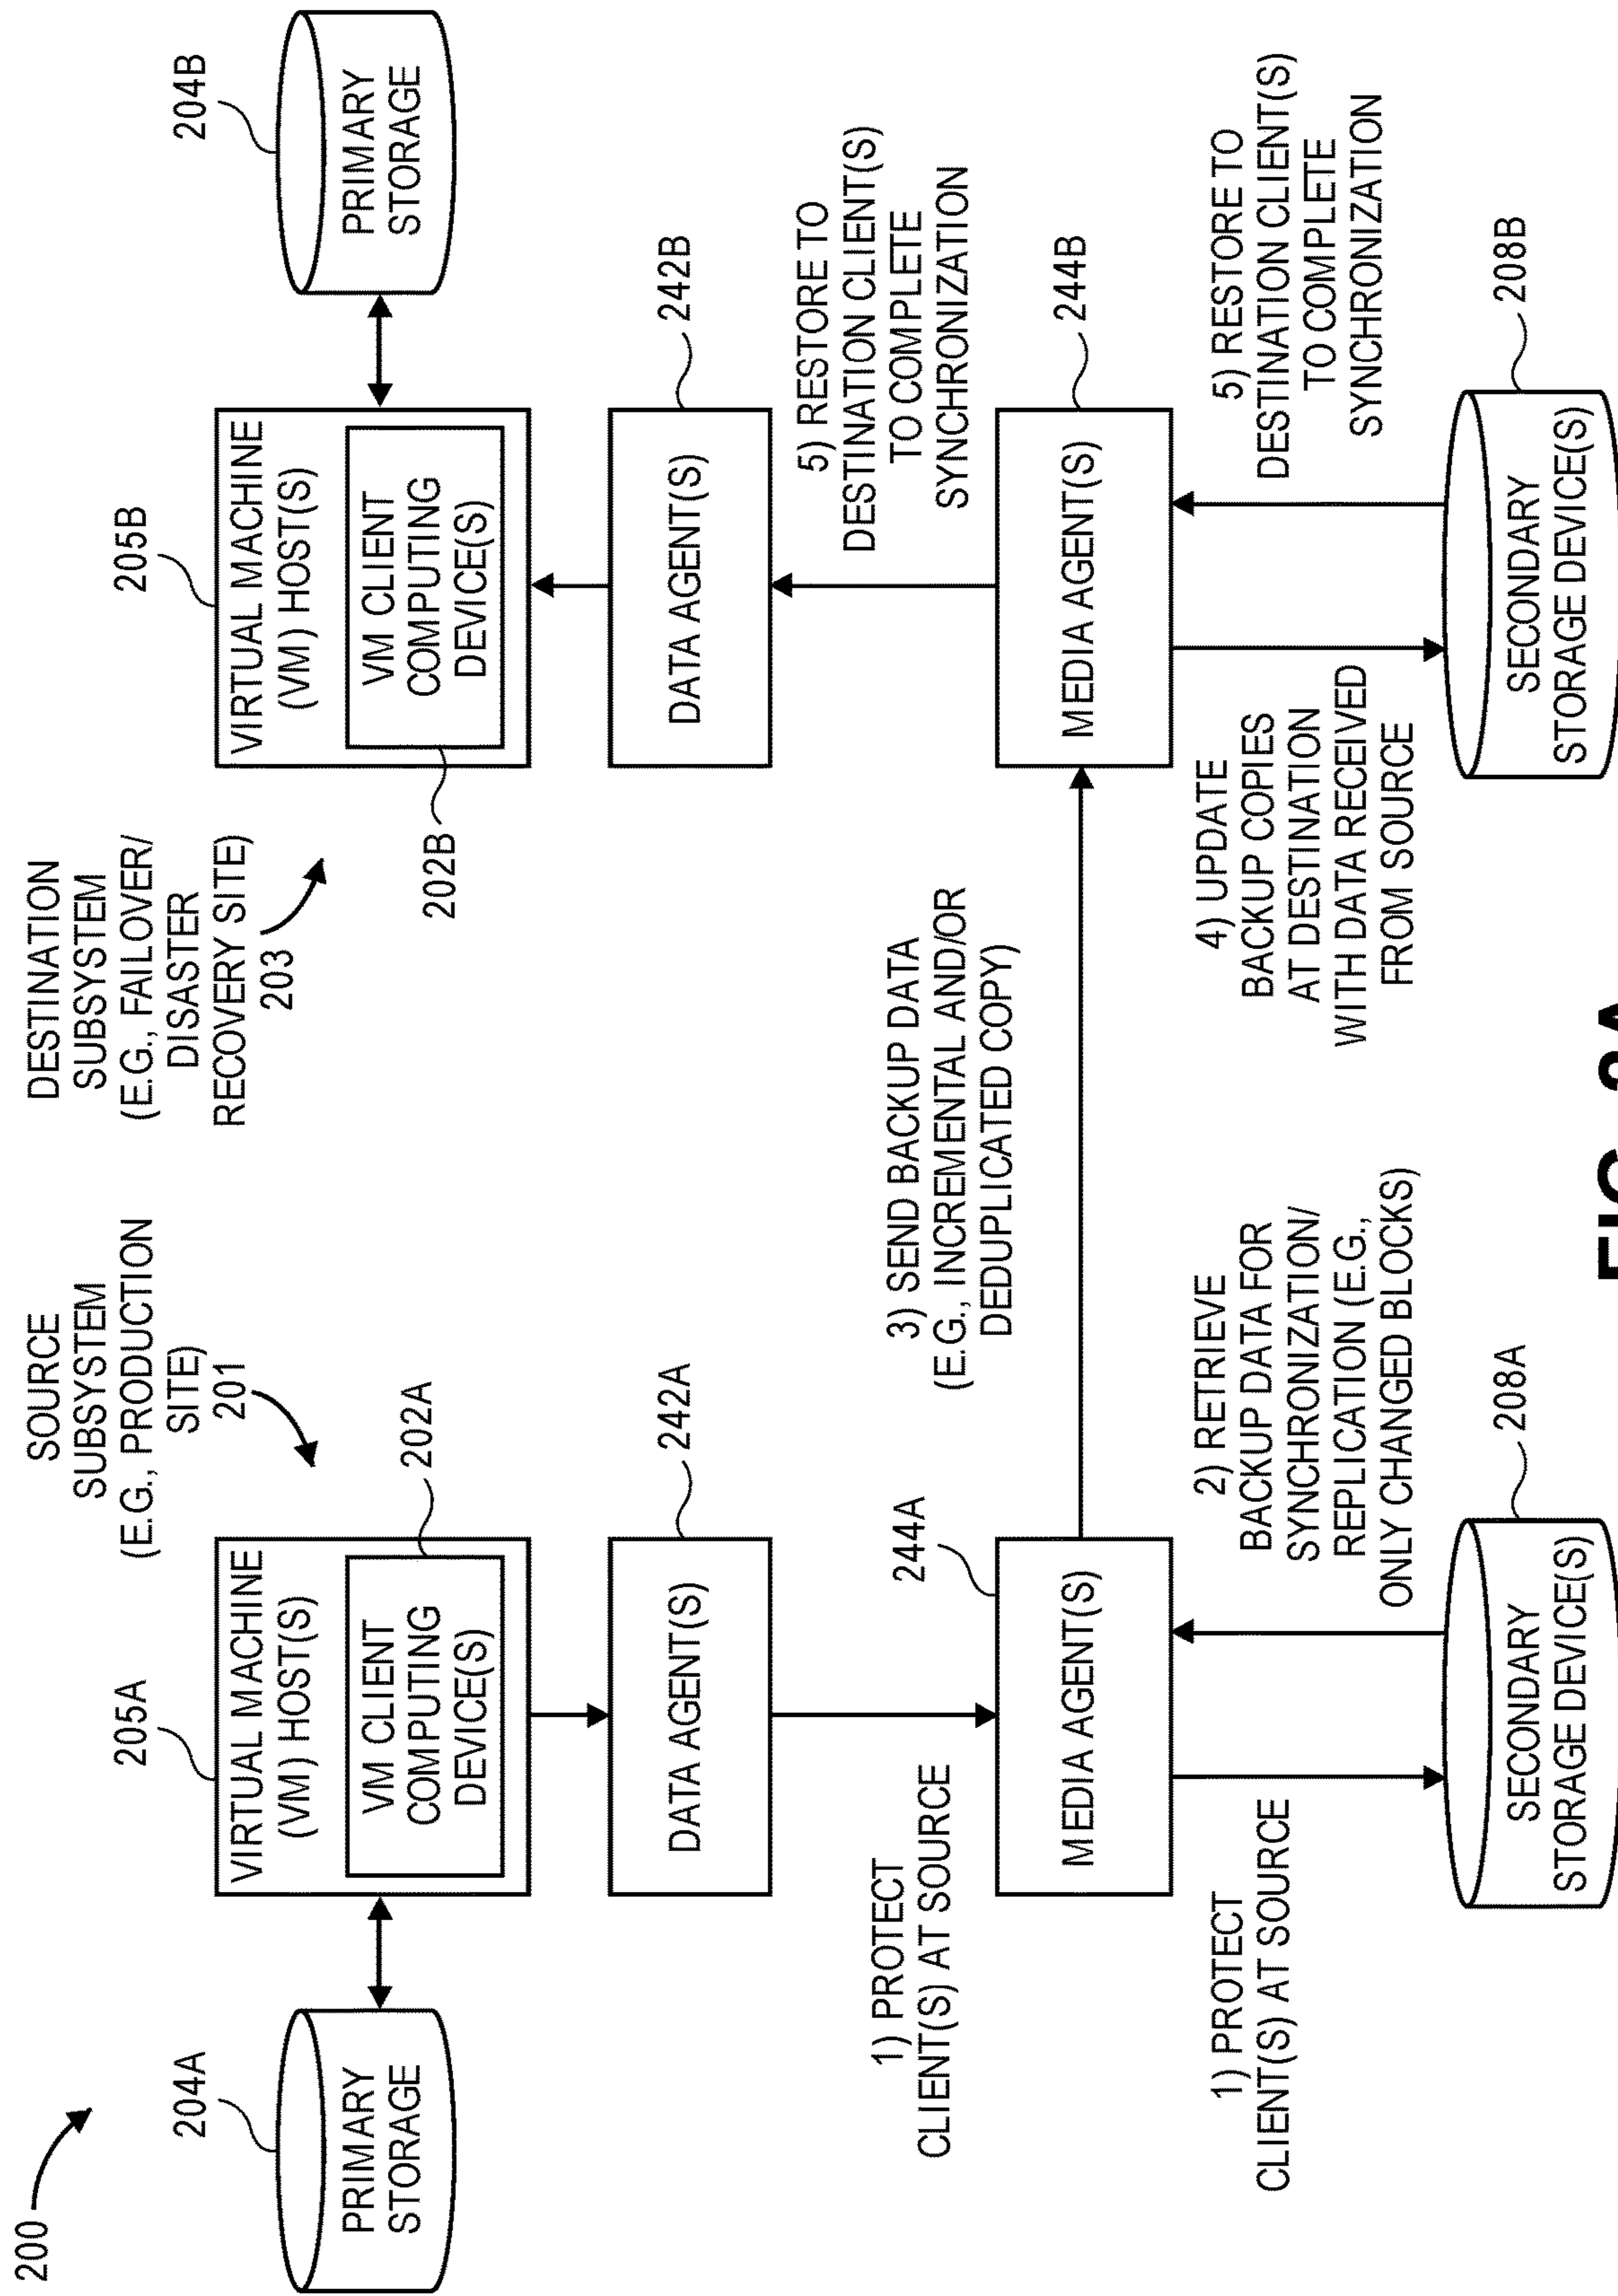 200
SOURCE
SUBSYSTEM
(E.G., PRODUCTION
SITE)
201
DESTINATION
SUBSYSTEM
(E.G., FAILOVER/
DISASTER
RECOVERY SITE)
203
204A
PRIMARY
STORAGE
205A
VIRTUAL MACHINE
(VM) HOST(S)
VM CLIENT
COMPUTING
DEVICE(S)
202A
205B
VIRTUAL MACHINE
(VM) HOST(S)
VM CLIENT
COMPUTING
DEVICE(S)
202B
204B
PRIMARY
STORAGE
DATA AGENT(S)
242A
DATA AGENT(S)
242B
1) PROTECT
CLIENT(S) AT SOURCE
3) SEND BACKUP DATA
(E.G., INCREMENTAL AND/OR
DEDUPLICATED COPY)
5) RESTORE TO
DESTINATION CLIENT(S)
TO COMPLETE
SYNCHRONIZATION
244A
MEDIA AGENT(S)
MEDIA AGENT(S)
244B
1) PROTECT
CLIENT(S) AT SOURCE
2) RETRIEVE
BACKUP DATA FOR
SYNCHRONIZATION/
REPLICATION (E.G.,
ONLY CHANGED BLOCKS)
4) UPDATE
BACKUP COPIES
AT DESTINATION
WITH DATA RECEIVED
FROM SOURCE
5) RESTORE TO
DESTINATION CLIENT(S)
TO COMPLETE
SYNCHRONIZATION
SECONDARY
STORAGE DEVICE(S)
208A
SECONDARY
STORAGE DEVICE(S)
208B
FIG.